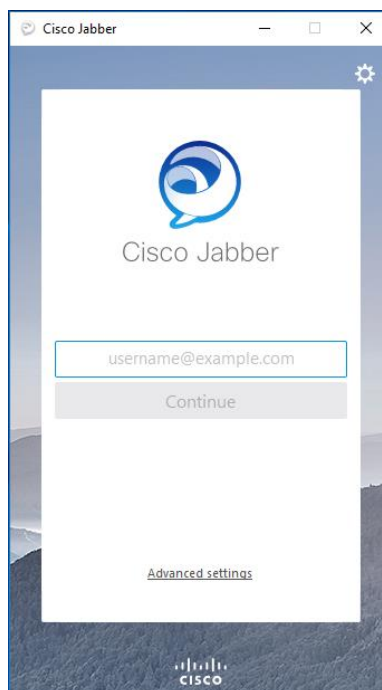 Cisco Jabber
Cisco Jabber
username@example.com
Continue
Advanced settings
CISCO